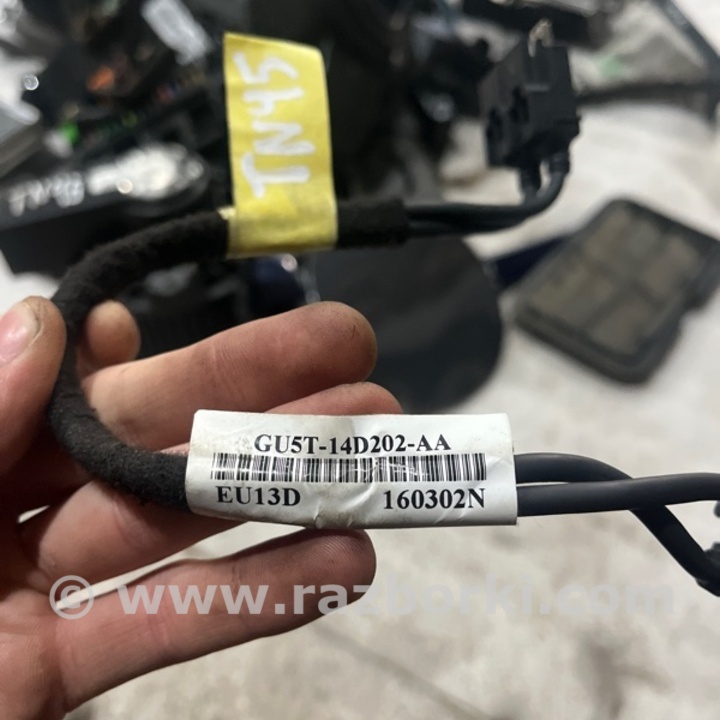 TN45
GU5T-14D202-AA
EU13D 160302N
© www.razborki.com